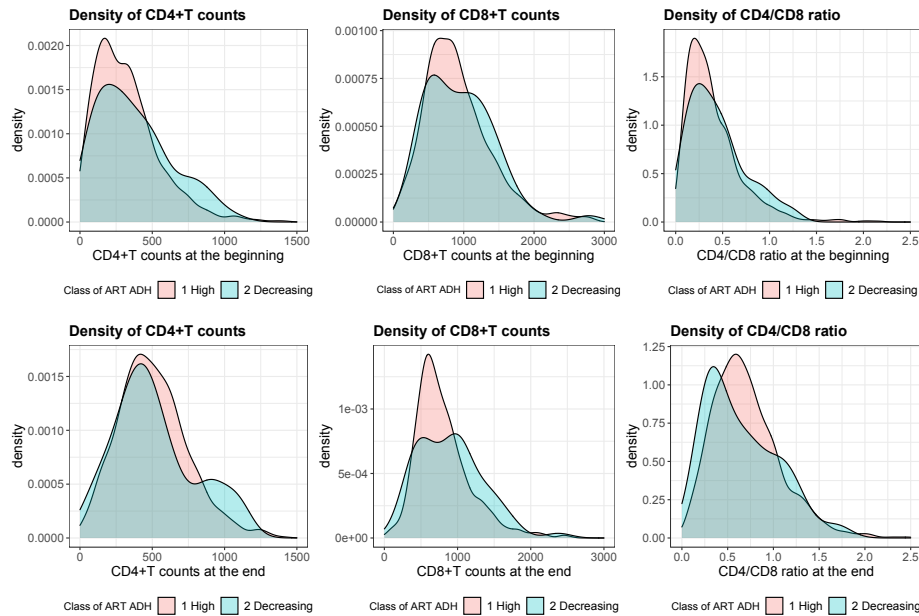 Density of CD4+T counts
density
0.0020
0.0015
0.0010
0.0005
0.0000
0 500 1000 1500
CD4+T counts at the beginning
Class of ART ADH 1 High 2 Decreasing
Density of CD8+T counts
density
0.00100
0.00075
0.00050
0.00025
0.00000
0 1000 2000 3000
CD8+T counts at the beginning
Class of ART ADH 1 High 2 Decreasing
Density of CD4/CD8 ratio
density
1.5
1.0
0.5
0.0
0.0 0.5 1.0 1.5 2.0 2.5
CD4/CD8 ratio at the beginning
Class of ART ADH 1 High 2 Decreasing
Density of CD4+T counts
density
0.0015
0.0010
0.0005
0.0000
0 500 1000 1500
CD4+T counts at the end
Class of ART ADH 1 High 2 Decreasing
Density of CD8+T counts
density
1e-03
5e-04
0e+00
0 1000 2000 3000
CD8+T counts at the end
Class of ART ADH 1 High 2 Decreasing
Density of CD4/CD8 ratio
density
1.25
1.00
0.75
0.50
0.25
0.00
0.0 0.5 1.0 1.5 2.0 2.5
CD4/CD8 ratio at the end
Class of ART ADH 1 High 2 Decreasing